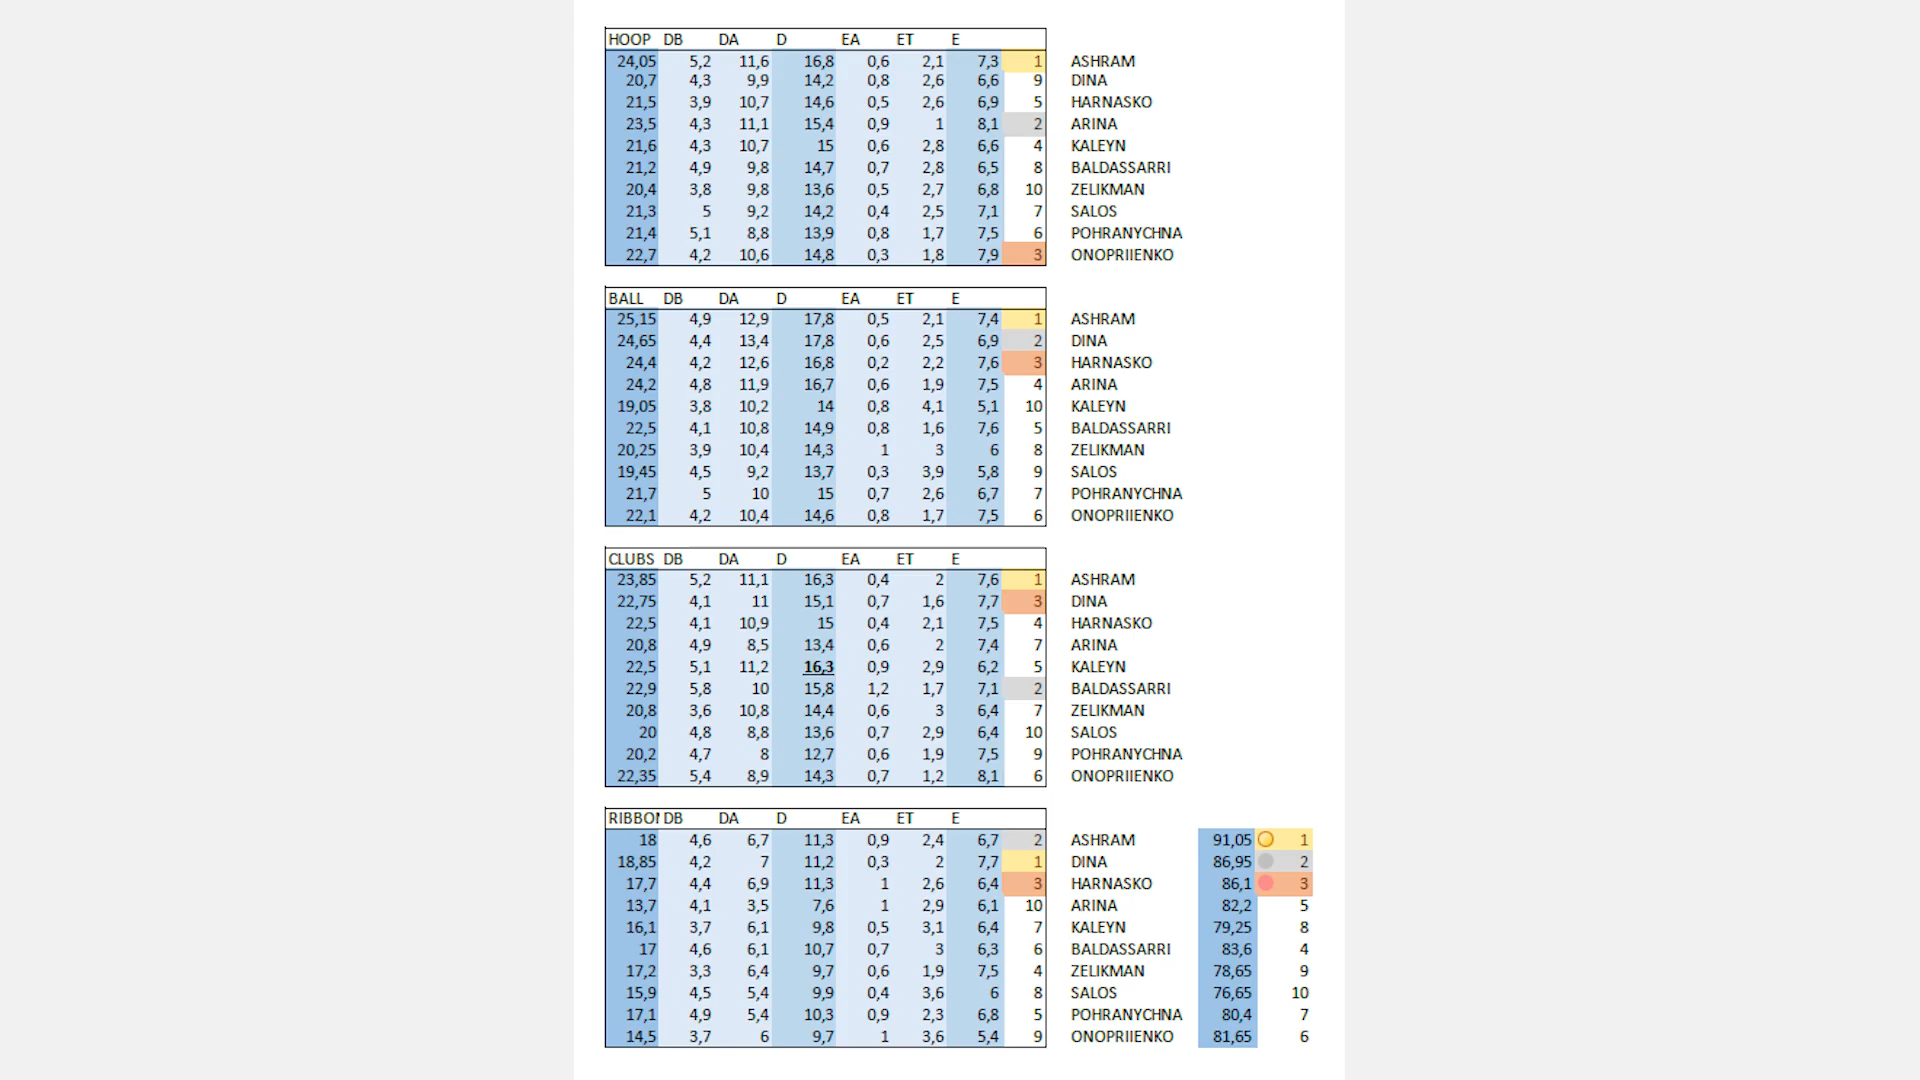 HOOP DB DA D EA ET E
24,05 5,2 11,6 16,8 0,6 2,1 7,3 1 ASHRAM
20,7 4,3 9,9 14,2 0,8 2,6 6,6 9 DINA
21,5 3,9 10,7 14,6 0,5 2,6 6,9 5 HARNASKO
23,5 4,3 11,1 15,4 0,9 1 8,1 2 ARINA
21,6 4,3 10,7 15 0,6 2,8 6,6 4 KALEYN
21,2 4,9 9,8 14,7 0,7 2,8 6,5 8 BALDASSARRI
20,4 3,8 9,8 13,6 0,5 2,7 6,8 10 ZELIKMAN
21,3 5 9,2 14,2 0,4 2,5 7,1 7 SALOS
21,4 5,1 8,8 13,9 0,8 1,7 7,5 6 POHRANYCHNA
22,7 4,2 10,6 14,8 0,3 1,8 7,9 3 ONOPRIIENKO
BALL DB DA D EA ET E
25,15 4,9 12,9 17,8 0,5 2,1 7,4 1 ASHRAM
24,65 4,4 13,4 17,8 0,6 2,5 6,9 2 DINA
24,4 4,2 12,6 16,8 0,2 2,2 7,6 3 HARNASKO
24,2 4,8 11,9 16,7 0,6 1,9 7,5 4 ARINA
19,05 3,8 10,2 14 0,8 4,1 5,1 10 KALEYN
22,5 4,1 10,8 14,9 0,8 1,6 7,6 5 BALDASSARRI
20,25 3,9 10,4 14,3 1 3 6 8 ZELIKMAN
19,45 4,5 9,2 13,7 0,3 3,9 5,8 9 SALOS
21,7 5 10 15 0,7 2,6 6,7 7 POHRANYCHNA
22,1 4,2 10,4 14,6 0,8 1,7 7,5 6 ONOPRIIENKO
CLUBS DB DA D EA ET E
23,85 5,2 11,1 16,3 0,4 2 7,6 1 ASHRAM
22,75 4,1 11 15,1 0,7 1,6 7,7 3 DINA
22,5 4,1 10,9 15 0,4 2,1 7,5 4 HARNASKO
20,8 4,9 8,5 13,4 0,6 2 7,4 7 ARINA
22,5 5,1 11,2 16,3 0,9 2,9 6,2 5 KALEYN
22,9 5,8 10 15,8 1,2 1,7 7,1 2 BALDASSARRI
20,8 3,6 10,8 14,4 0,6 3 6,4 7 ZELIKMAN
20 4,8 8,8 13,6 0,7 2,9 6,4 10 SALOS
20,2 4,7 8 12,7 0,6 1,9 7,5 9 POHRANYCHNA
22,35 5,4 8,9 14,3 0,7 1,2 8,1 6 ONOPRIIENKO
RIBBO DB DA D EA ET E
18 4,6 6,7 11,3 0,9 2,4 6,7 2 ASHRAM 91,05 1
18,85 4,2 7 11,2 0,3 2 7,7 1 DINA 86,95 2
17,7 4,4 6,9 11,3 1 2,6 6,4 3 HARNASKO 86,1 3
13,7 4,1 3,5 7,6 1 2,9 6,1 10 ARINA 82,2 5
16,1 3,7 6,1 9,8 0,5 3,1 6,4 7 KALEYN 79,25 8
17 4,6 6,1 10,7 0,7 3 6,3 6 BALDASSARRI 83,6 4
17,2 3,3 6,4 9,7 0,6 1,9 7,5 4 ZELIKMAN 78,65 9
15,9 4,5 5,4 9,9 0,4 3,6 6 8 SALOS 76,65 10
17,1 4,9 5,4 10,3 0,9 2,3 6,8 5 POHRANYCHNA 80,4 7
14,5 3,7 6 9,7 1 3,6 5,4 9 ONOPRIIENKO 81,65 6